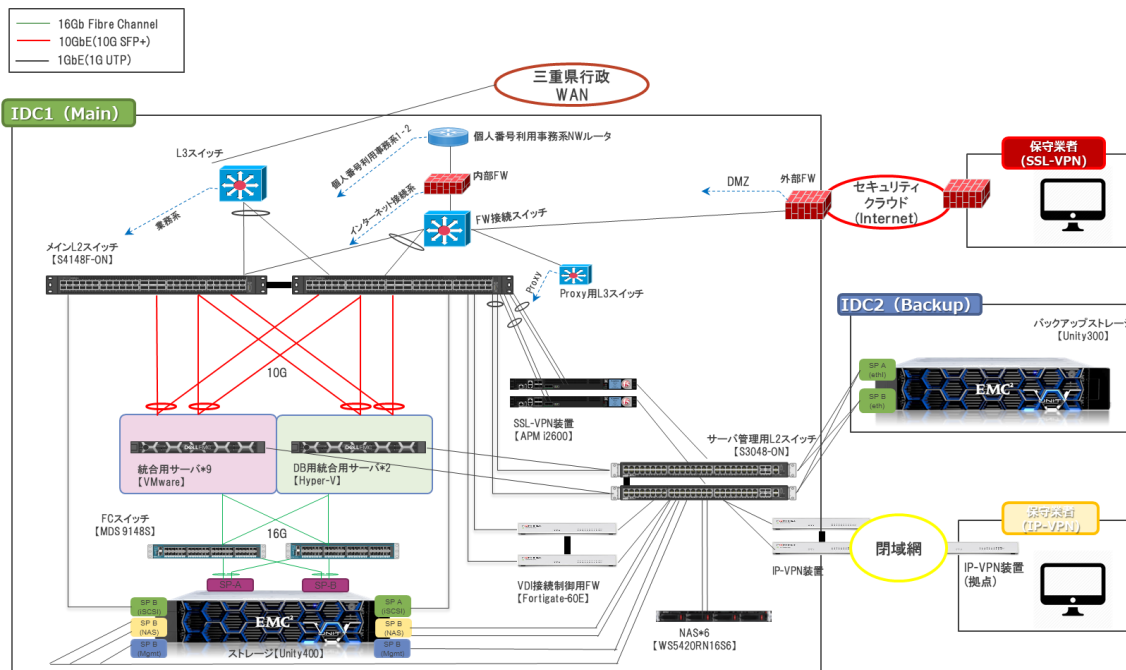 16Gb Fibre Channel
10GbE(10G SFP+)
1GbE(1G UTP)
三重県行政
WAN
IDC1（Main）
L3スイッチ
業務系
個人番号利用事務系1-2
個人番号利用事務系NWルータ
内部FW
インターネット接続系
FW接続スイッチ
DMZ
外部FW
セキュリティ
クラウド
(Internet)
保守業者
(SSL-VPN)
メインL2スイッチ
【S4148F-ON】
Proxy
Proxy用L3スイッチ
IDC2（Backup）
バックアップストレージ
【Unity300】
SP A
(eth)
SP B
(eth)
EMC²
UNIT
10G
SSL-VPN装置
【APM i2600】
サーバ管理用L2スイッチ
【S3048-ON】
DELLEMC
統合用サーバ*9
【VMware】
DELLEMC
DB用統合用サーバ*2
【Hyper-V】
FCスイッチ
【MDS 9148S】
16G
SP-A
SP-B
VDI接続制御用FW
【Fortigate-60E】
IP-VPN装置
閉域網
保守業者
(IP-VPN)
IP-VPN装置
(拠点)
NAS*6
【WS5420RN16S6】
SP B
(iSCSI)
SP B
(NAS)
SP B
(Mgmt)
EMC²
UNIT
SP A
(iSCSI)
SP B
(NAS)
SP B
(Mgmt)
ストレージ【Unity400】